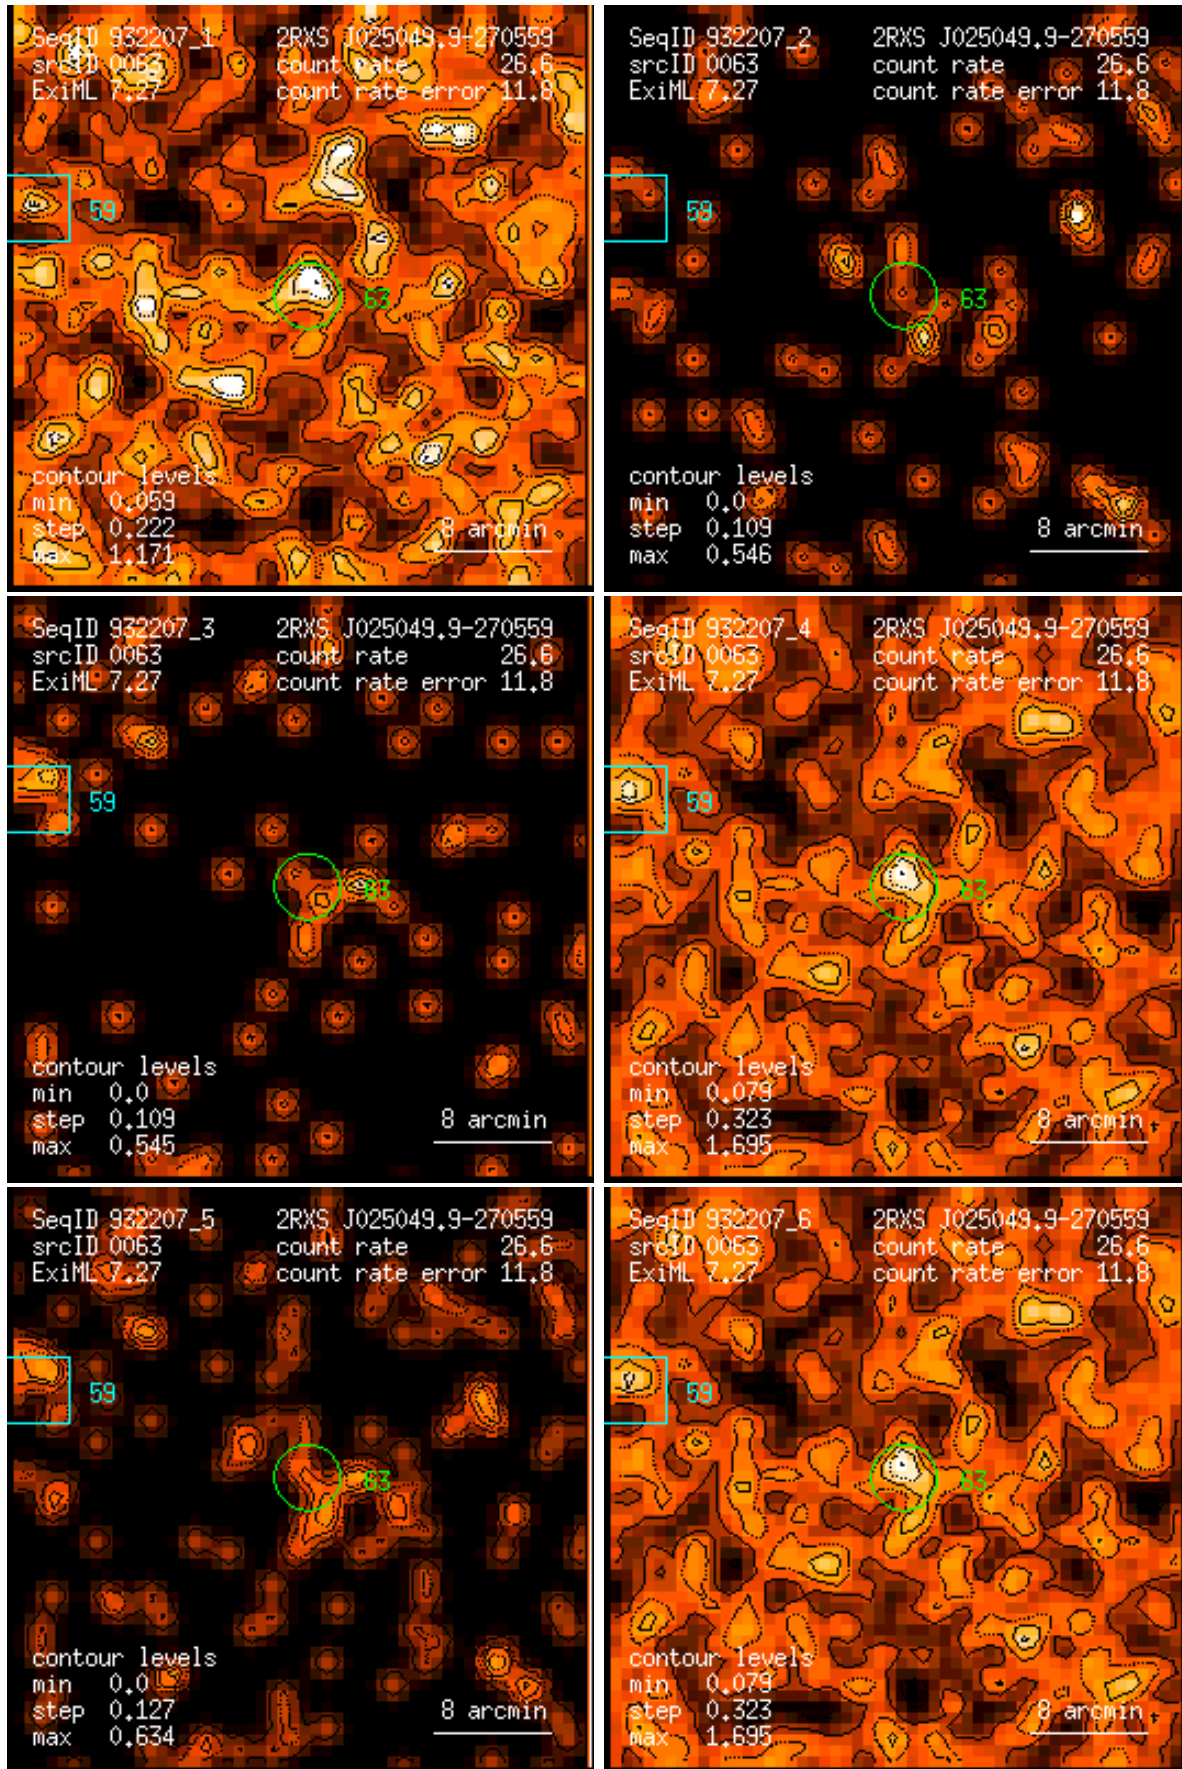 SeqID 932207_1 2RXS J025049.9-270559
srcID 0063 count rate 26.6
ExiML 7.27 count rate error 11.8
59
63
contour levels
min 0.059
step 0.222
max 1.171
8 arcmin
SeqID 932207_2 2RXS J025049.9-270559
srcID 0063 count rate 26.6
ExiML 7.27 count rate error 11.8
59
63
contour levels
min 0.0
step 0.109
max 0.546
8 arcmin
SeqID 932207_3 2RXS J025049.9-270559
srcID 0063 count rate 26.6
ExiML 7.27 count rate error 11.8
59
63
contour levels
min 0.0
step 0.109
max 0.545
8 arcmin
SeqID 932207_4 2RXS J025049.9-270559
srcID 0063 count rate 26.6
ExiML 7.27 count rate error 11.8
59
63
contour levels
min 0.079
step 0.323
max 1.695
8 arcmin
SeqID 932207_5 2RXS J025049.9-270559
srcID 0063 count rate 26.6
ExiML 7.27 count rate error 11.8
59
63
contour levels
min 0.0
step 0.127
max 0.634
8 arcmin
SeqID 932207_6 2RXS J025049.9-270559
srcID 0063 count rate 26.6
ExiML 7.27 count rate error 11.8
59
63
contour levels
min 0.079
step 0.323
max 1.695
8 arcmin